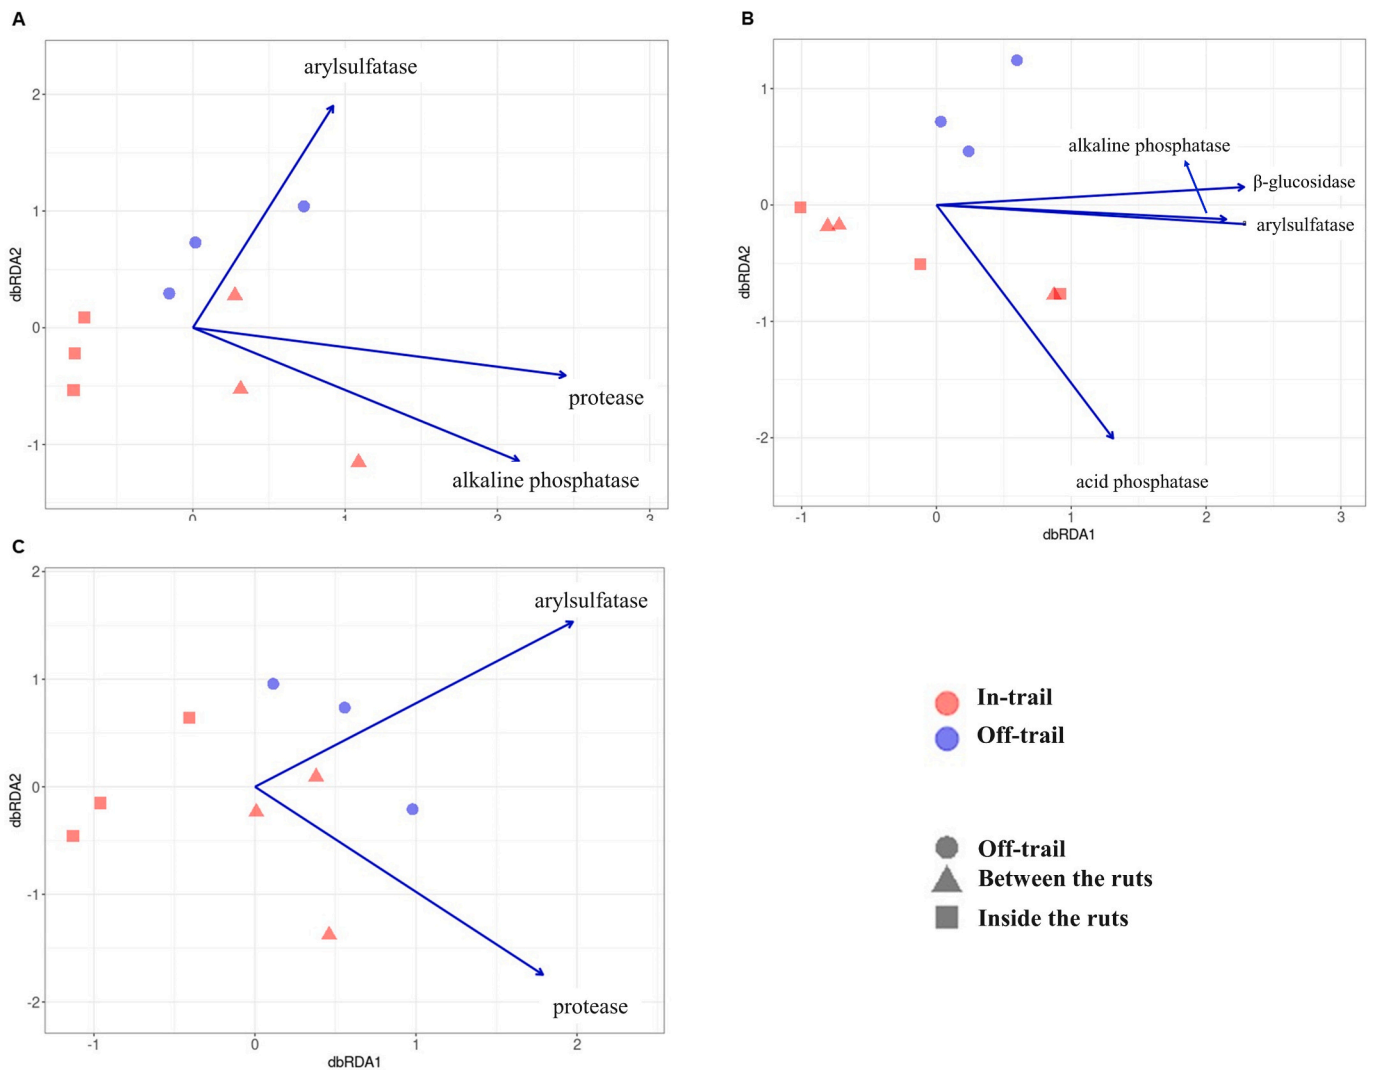 A
arylsulfatase
2
1
0
-1
dbRDA2
protease
alkaline phosphatase
0
1
2
3
B
1
0
-1
-2
dbRDA2
alkaline phosphatase
β-glucosidase
arylsulfatase
acid phosphatase
-1
0
1
2
3
dbRDA1
C
2
1
0
-1
-2
dbRDA2
arylsulfatase
protease
-1
0
1
2
dbRDA1
In-trail
Off-trail
Off-trail
Between the ruts
Inside the ruts